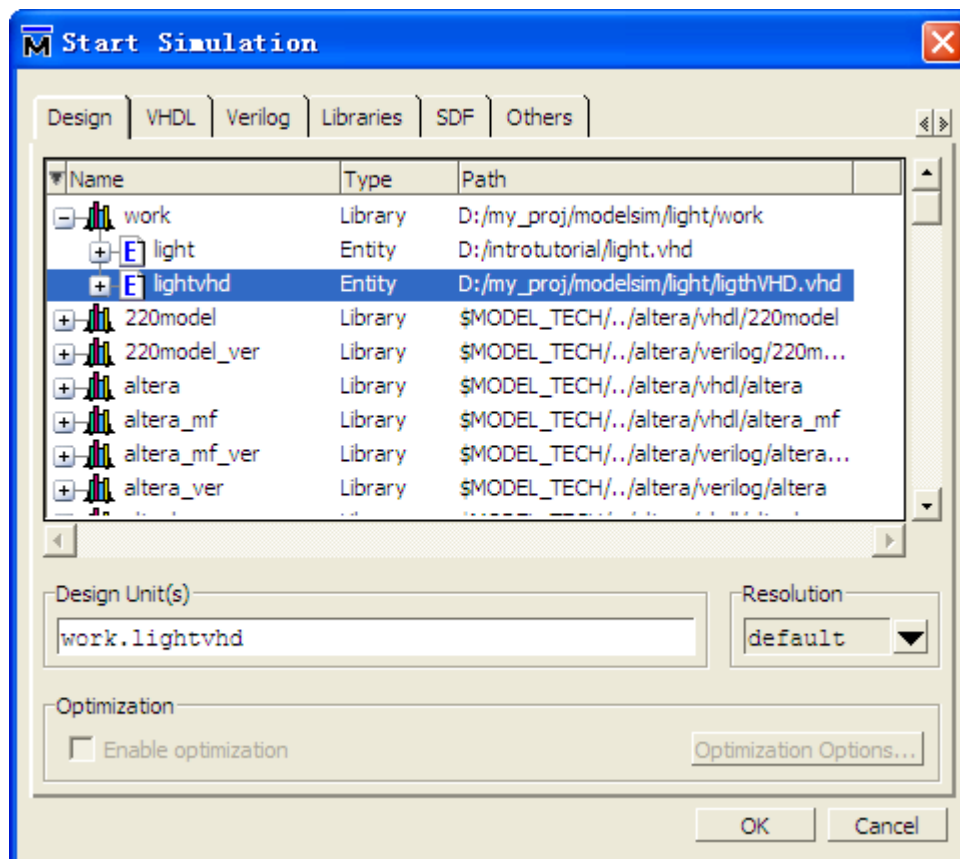 Start Simulation
Design VHDL Verilog Libraries SDF Others
Name Type Path
work Library D:/my_proj/modelsim/light/work
light Entity D:/introtutorial/light.vhd
lightvhd Entity D:/my_proj/modelsim/light/ligthVHD.vhd
220model Library $MODEL_TECH/../altera/vhdl/220model
220model_ver Library $MODEL_TECH/../altera/verilog/220m...
altera Library $MODEL_TECH/../altera/vhdl/altera
altera_mf Library $MODEL_TECH/../altera/vhdl/altera_mf
altera_mf_ver Library $MODEL_TECH/../altera/verilog/altera...
altera_ver Library $MODEL_TECH/../altera/verilog/altera
Design Unit(s) Resolution
work.lightvhd default
Optimization
Enable optimization Optimization Options...
OK Cancel